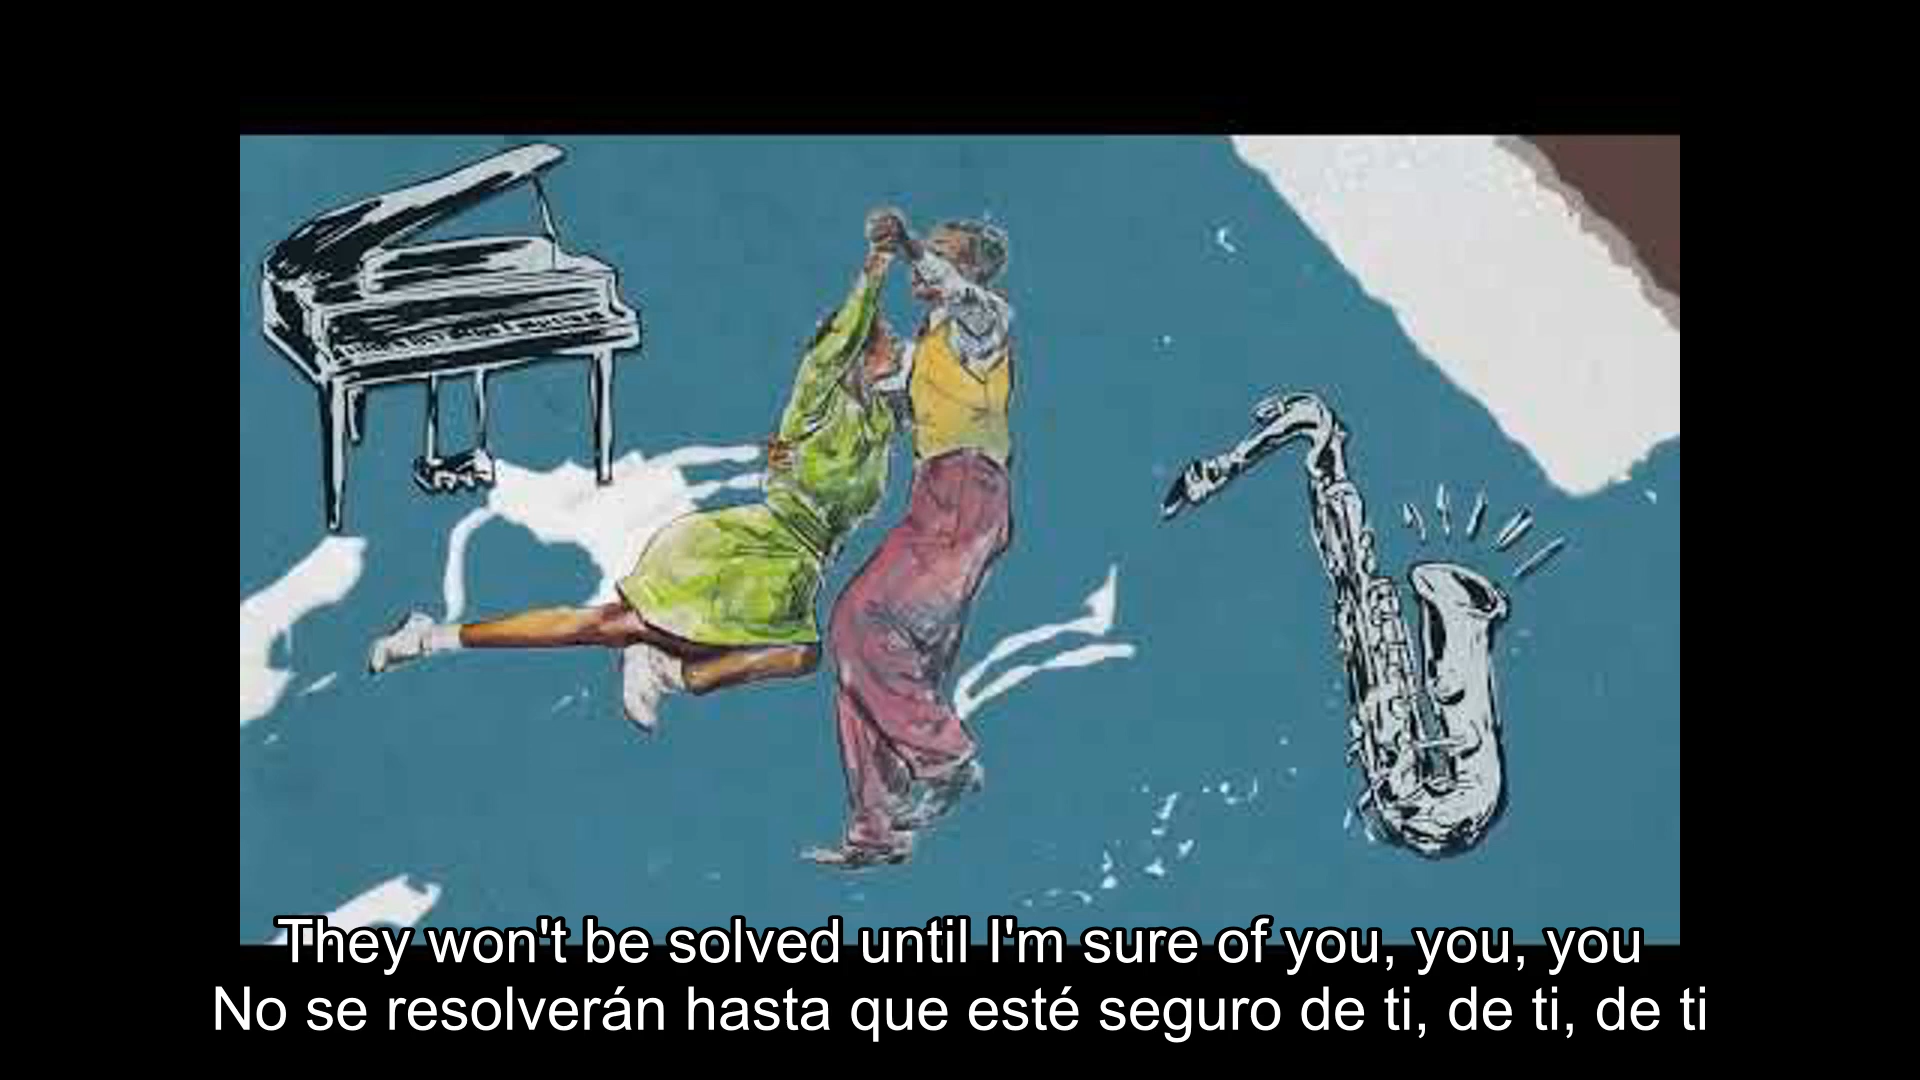 They won't be solved until I'm sure of you, you, you
No se resolverán hasta que esté seguro de ti, de ti, de ti